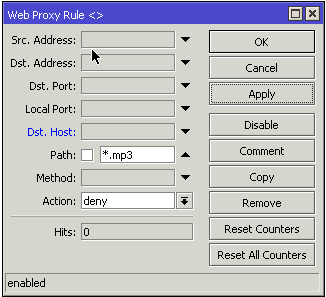 Web Proxy Rule <>
Src. Address:
OK
Dst. Address:
Cancel
Dst. Port:
Apply
Local Port:
Dst. Host:
Disable
Path: *.mp3
Comment
Method:
Copy
Action: deny
Remove
Hits: 0
Reset Counters
Reset All Counters
enabled